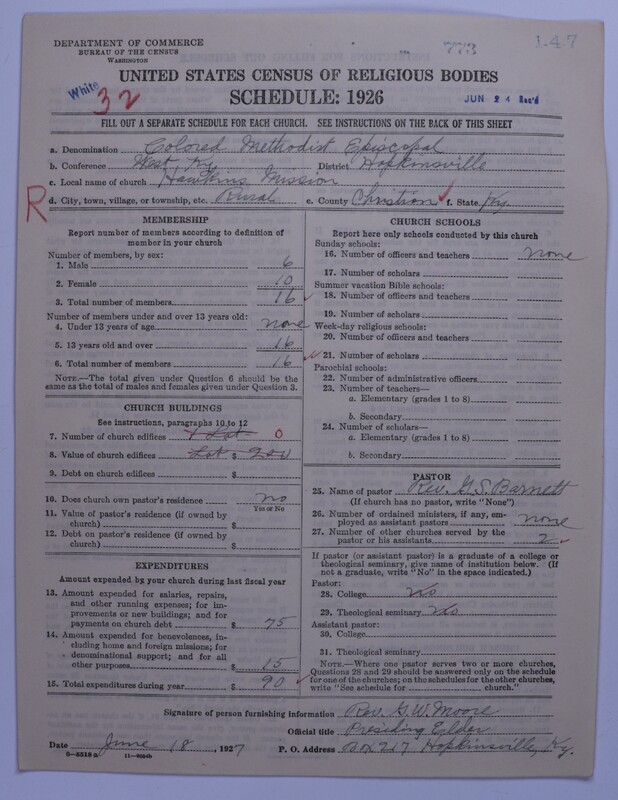 DEPARTMENT OF COMMERCE
BUREAU OF THE CENSUS
WASHINGTON
773
1-47
White
32
UNITED STATES CENSUS OF RELIGIOUS BODIES
SCHEDULE: 1926
JUN 24 Rec'd
FILL OUT A SEPARATE SCHEDULE FOR EACH CHURCH. SEE INSTRUCTIONS ON THE BACK OF THIS SHEET
a. Denomination Colored Methodist Episcopal
b. Conference West Ky District Hopkinsville
c. Local name of church Hawkins Mission
R d. City, town, village, or township, etc. Rural e. County Christian f. State Ky.
MEMBERSHIP
Report number of members according to definition of
member in your church
Number of members, by sex:
1. Male 6
2. Female 10
3. Total number of members 16
Number of members under and over 13 years old:
4. Under 13 years of age none
5. 13 years old and over 16
6. Total number of members 16
NOTE.—The total given under Question 6 should be
the same as the total of males and females given under Question 3.
CHURCH BUILDINGS
See instructions, paragraphs 10 to 12
7. Number of church edifices 1 Lot 0
8. Value of church edifices Lot $ 200
9. Debt on church edifices $
10. Does church own pastor's residence no
Yes or No
11. Value of pastor's residence (if owned by
church) $
12. Debt on pastor's residence (if owned by
church) $
EXPENDITURES
Amount expended by your church during last fiscal year
13. Amount expended for salaries, repairs,
and other running expenses; for im-
provements or new buildings; and for
payments on church debt $ 75
14. Amount expended for benevolences, in-
cluding home and foreign missions; for
denominational support; and for all
other purposes $ 15
15. Total expenditures during year $ 90
CHURCH SCHOOLS
Report here only schools conducted by this church
Sunday schools:
16. Number of officers and teachers none
17. Number of scholars
Summer vacation Bible schools:
18. Number of officers and teachers
19. Number of scholars
Week-day religious schools:
20. Number of officers and teachers
21. Number of scholars
Parochial schools:
22. Number of administrative officers
23. Number of teachers—
a. Elementary (grades 1 to 8)
b. Secondary
24. Number of scholars—
a. Elementary (grades 1 to 8)
b. Secondary
PASTOR
25. Name of pastor Rev. G. S. Barnett
(If church has no pastor, write "None")
26. Number of ordained ministers, if any, em-
ployed as assistant pastors none
27. Number of other churches served by the
pastor or his assistants 2
If pastor (or assistant pastor) is a graduate of a college or
theological seminary, give name of institution below. (If
not a graduate, write "No" in the space indicated.)
Pastor:
28. College No
29. Theological seminary No
Assistant pastor:
30. College
31. Theological seminary
NOTE.—Where one pastor serves two or more churches,
Questions 28 and 29 should be answered only on the schedule
for one of the churches; on the schedules for the other churches,
write "See schedule for church."
Signature of person furnishing information Rev. G. W. Moore
Official title Presiding Elder
Date June 18, 1927 P. O. Address Box 217 Hopkinsville, Ky.
8—5318 a 11—9594b